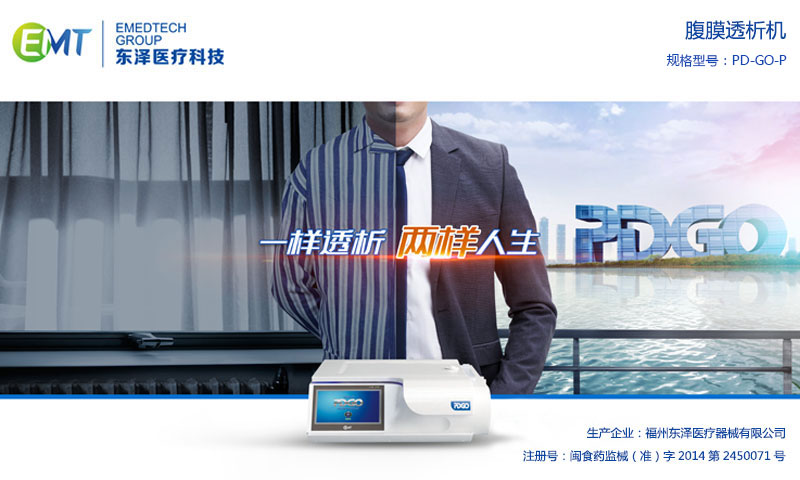 EMT
EMEDTECH
GROUP
东泽医疗科技
腹膜透析机
规格型号：PD-GO-P
一样透析 两样人生
PDGO
PD-GO
PDGO
生产企业：福州东泽医疗器械有限公司
注册号：闽食药监械（准）字 2014 第 2450071 号